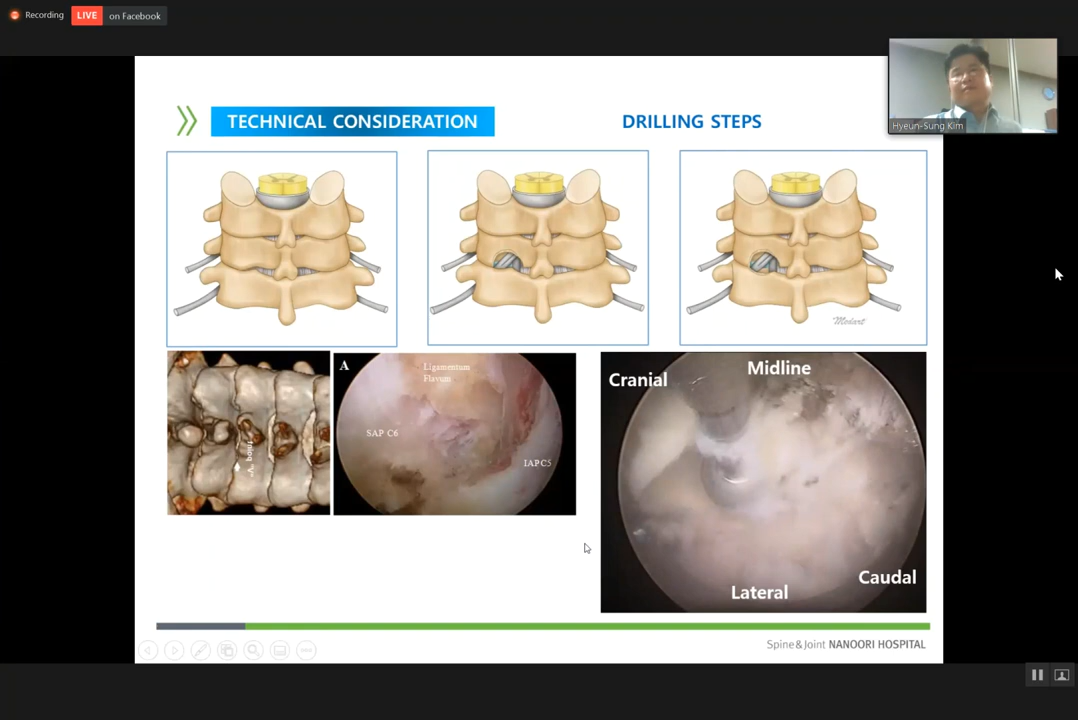 Recording
LIVE on Facebook
Hyeun-Sung Kim
TECHNICAL CONSIDERATION
DRILLING STEPS
Medart
A
Ligamentum
Flavum
SAP C6
IAPC5
"V" point
Cranial
Midline
Caudal
Lateral
Spine&Joint NANOORI HOSPITAL